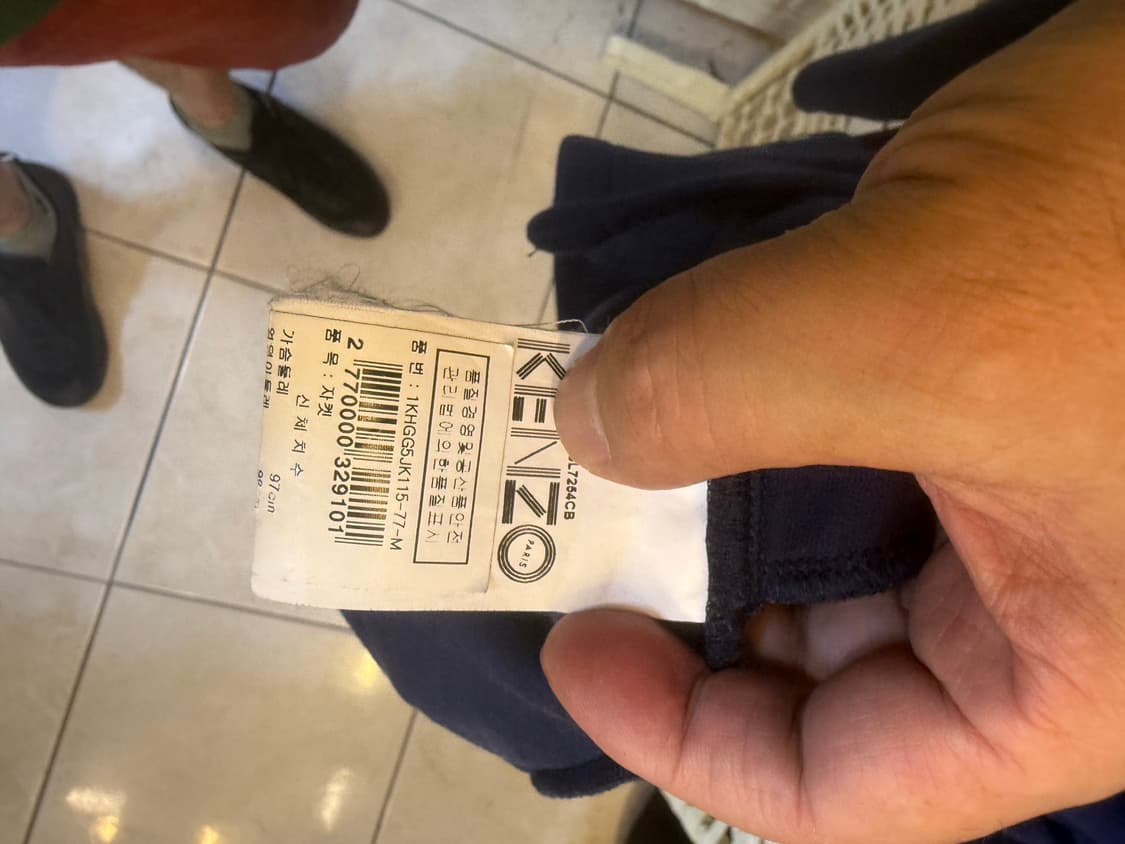 KENZO
PARIS
L7254CB
품질경영및공산품안전
관리법에의한품질표시
품 번 : 1KHGG5JK115-77-M
2 770000 329101
품 목 : 자켓
신 체 치 수
가슴둘레 97cm